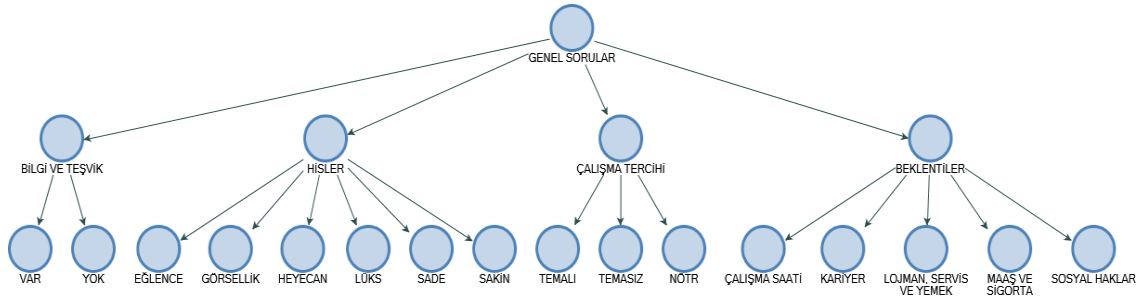 GENEL SORULAR
BİLGİ VE TEŞVİK
HİSLER
ÇALIŞMA TERCİHİ
BEKLENTİLER
VAR
YOK
EĞLENCE
GÖRSELLİK
HEYECAN
LÜKS
SADE
SAKİN
TEMALI
TEMASIZ
NÖTR
ÇALIŞMA SAATİ
KARİYER
LOJMAN, SERVİS
VE YEMEK
MAAŞ VE
SİGORTA
SOSYAL HAKLAR